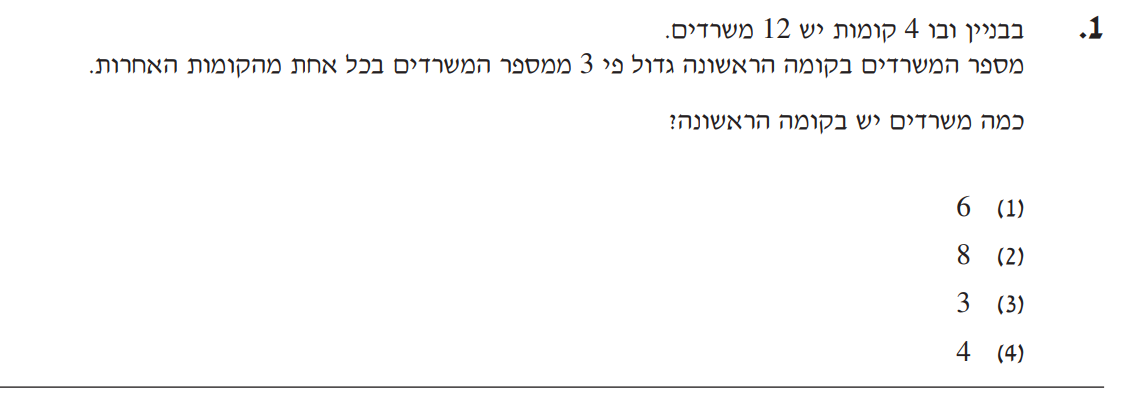 1. בבניין ובו 4 קומות יש 12 משרדים.
מספר המשרדים בקומה הראשונה גדול פי 3 ממספר המשרדים בכל אחת מהקומות האחרות.
כמה משרדים יש בקומה הראשונה?
(1) 6
(2) 8
(3) 3
(4) 4